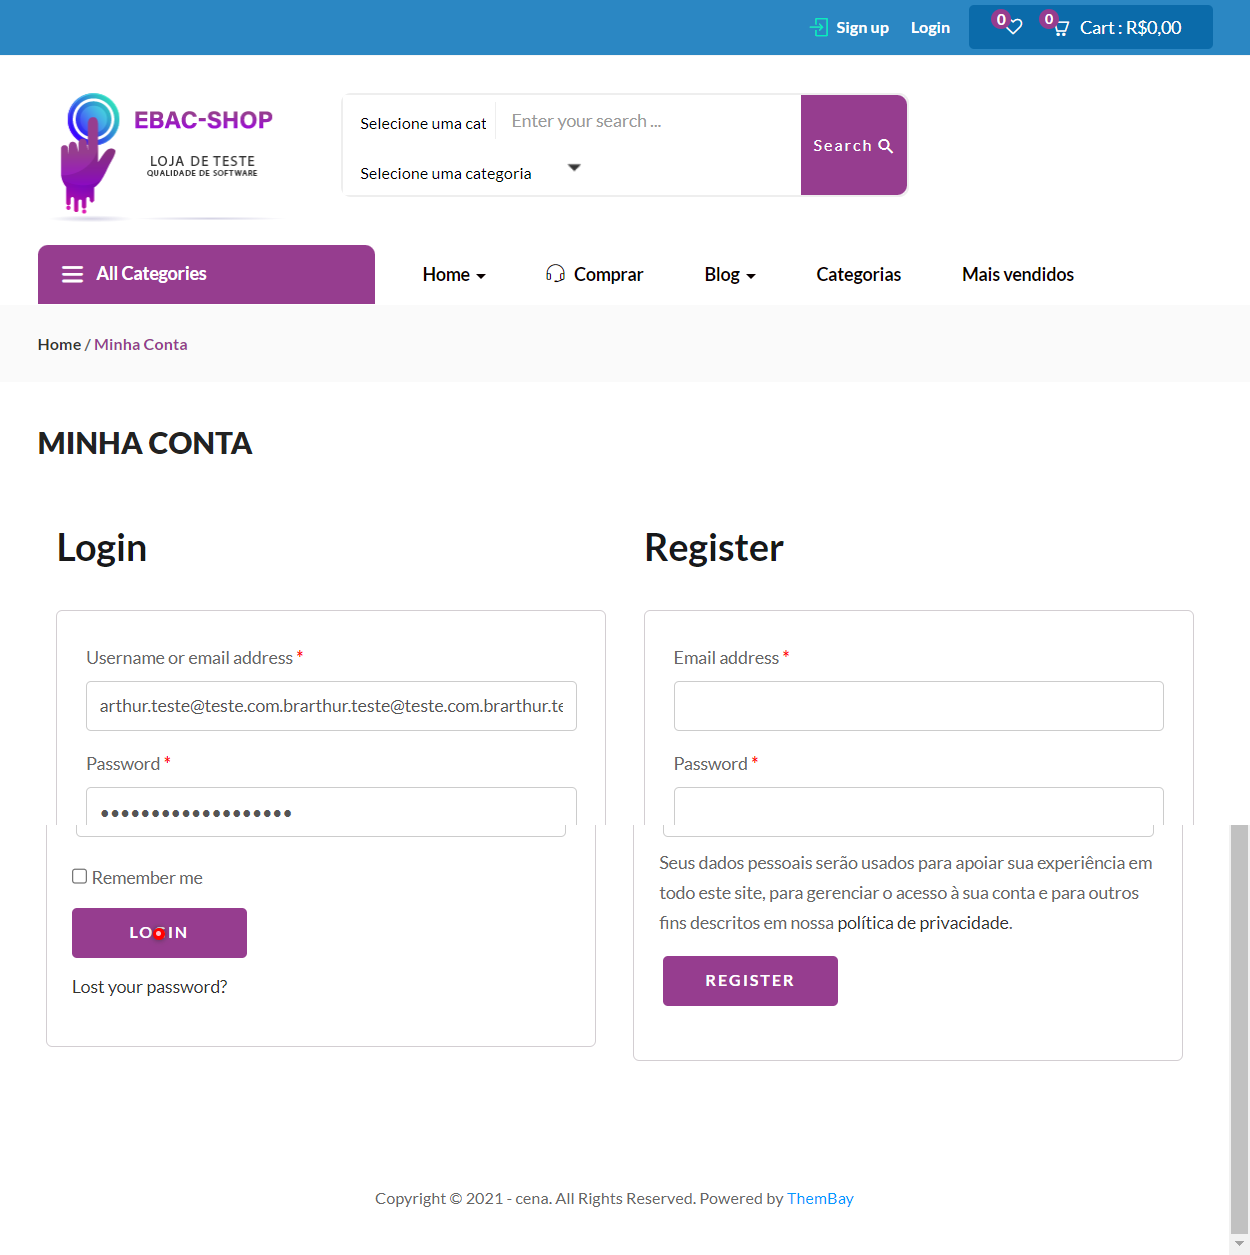 Sign up Login 0 0 Cart : R$0,00
EBAC-SHOP
LOJA DE TESTE
QUALIDADE DE SOFTWARE
Selecione uma cat Enter your search ...
Selecione uma categoria
Search
All Categories Home Comprar Blog Categorias Mais vendidos
Home / Minha Conta
MINHA CONTA
Login
Username or email address *
arthur.teste@teste.com.brarthur.teste@teste.com.brarthur.te
Password *
Remember me
LOGIN
Lost your password?
Register
Email address *
Password *
Seus dados pessoais serão usados para apoiar sua experiência em
todo este site, para gerenciar o acesso à sua conta e para outros
fins descritos em nossa política de privacidade.
REGISTER
Copyright © 2021 - cena. All Rights Reserved. Powered by ThemBay